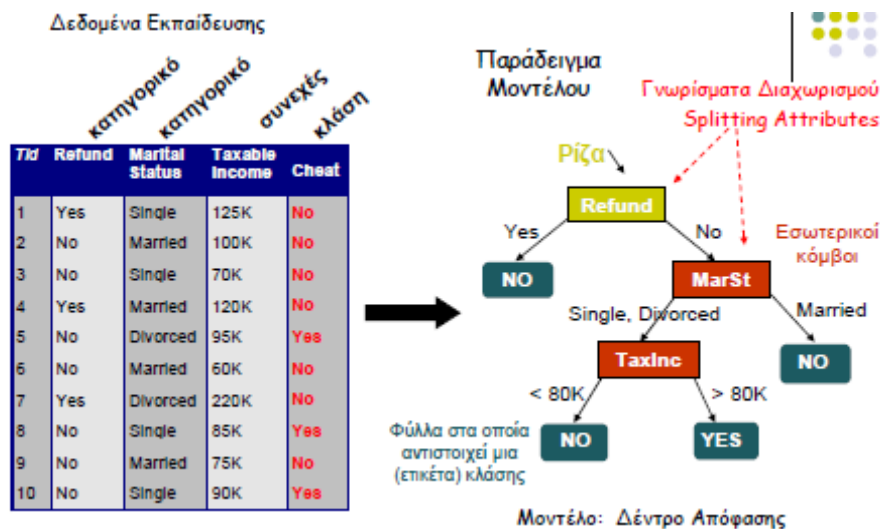 Δεδομένα Εκπαίδευσης
κατηγορικό
κατηγορικό
συνεχές
κλάση
Tid Refund Marital Status Taxable Income Cheat
1 Yes Single 125K No
2 No Married 100K No
3 No Single 70K No
4 Yes Married 120K No
5 No Divorced 95K Yes
6 No Married 60K No
7 Yes Divorced 220K No
8 No Single 85K Yes
9 No Married 75K No
10 No Single 90K Yes
Παράδειγμα
Μοντέλου
Γνωρίσματα Διαχωρισμού
Splitting Attributes
Ρίζα
Refund
Yes
No
Εσωτερικοί
κόμβοι
NO
MarSt
Single, Divorced
Married
TaxInc
NO
< 80K
> 80K
Φύλλα στα οποία
αντιστοιχεί μια
(ετικέτα) κλάσης
NO
YES
Μοντέλο: Δέντρο Απόφασης